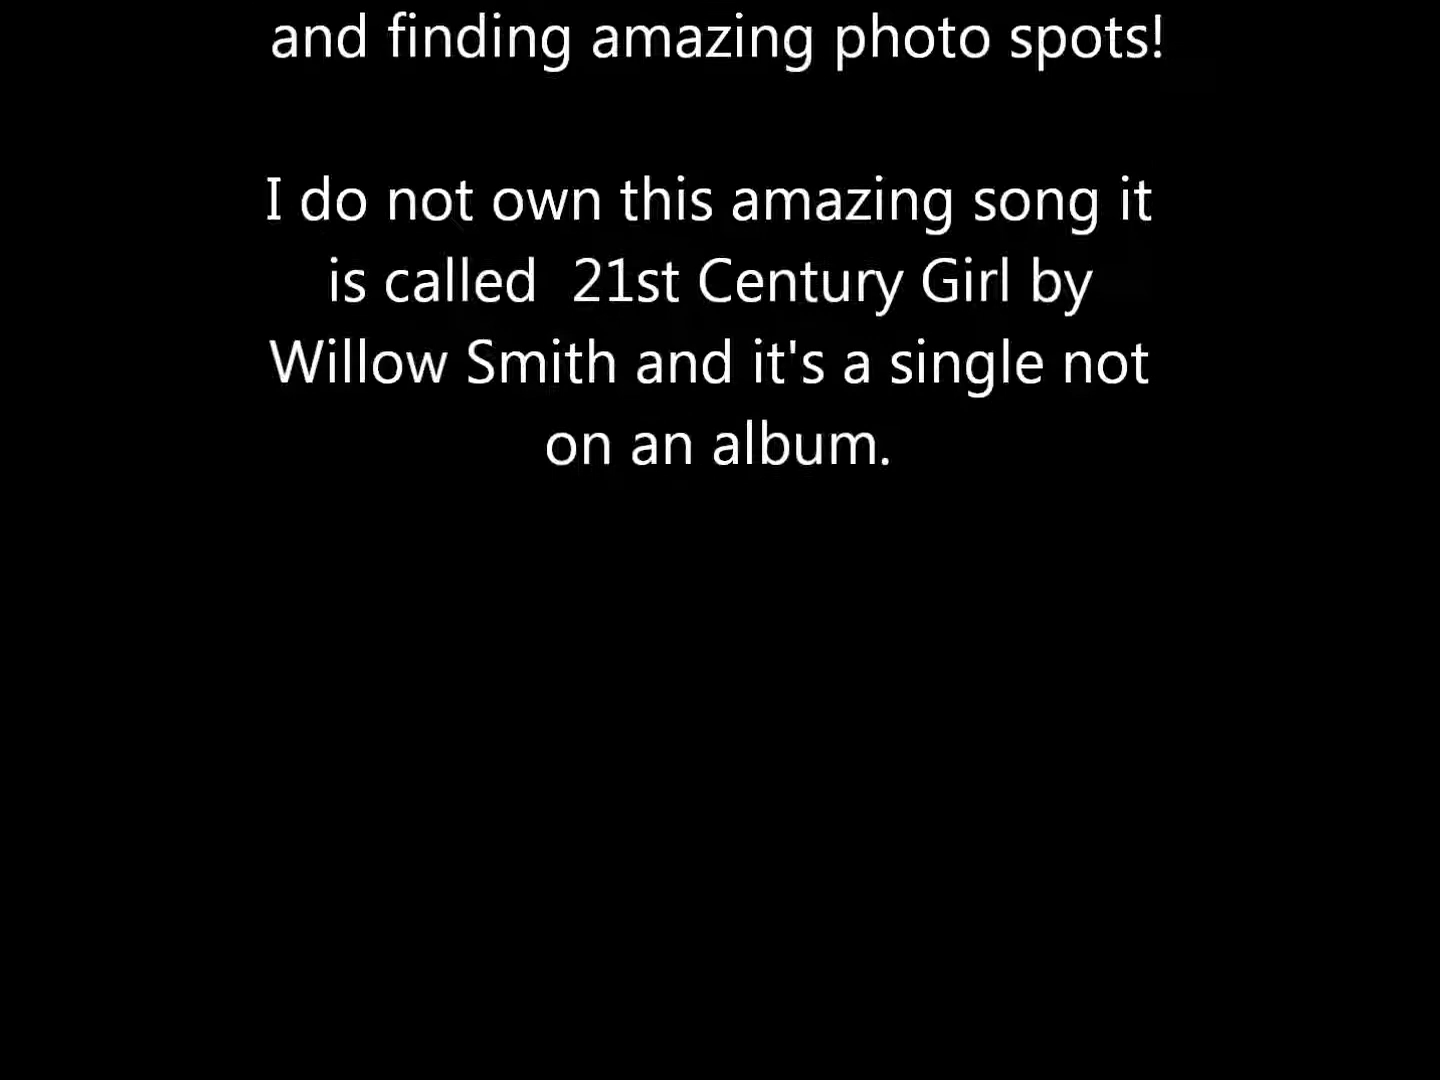 and finding amazing photo spots!
I do not own this amazing song it
is called  21st Century Girl by
Willow Smith and it's a single not
on an album.